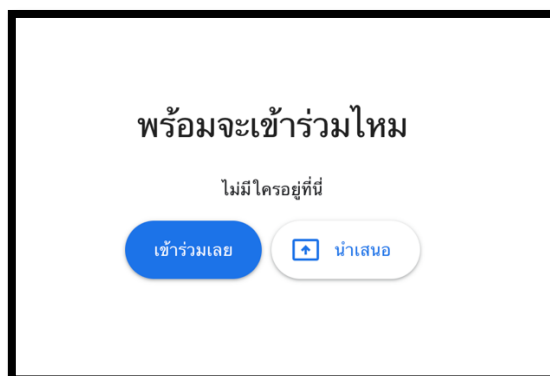 พร้อมจะเข้าร่วมไหม
ไม่มีใครอยู่ที่นี่
เข้าร่วมเลย นำเสนอ